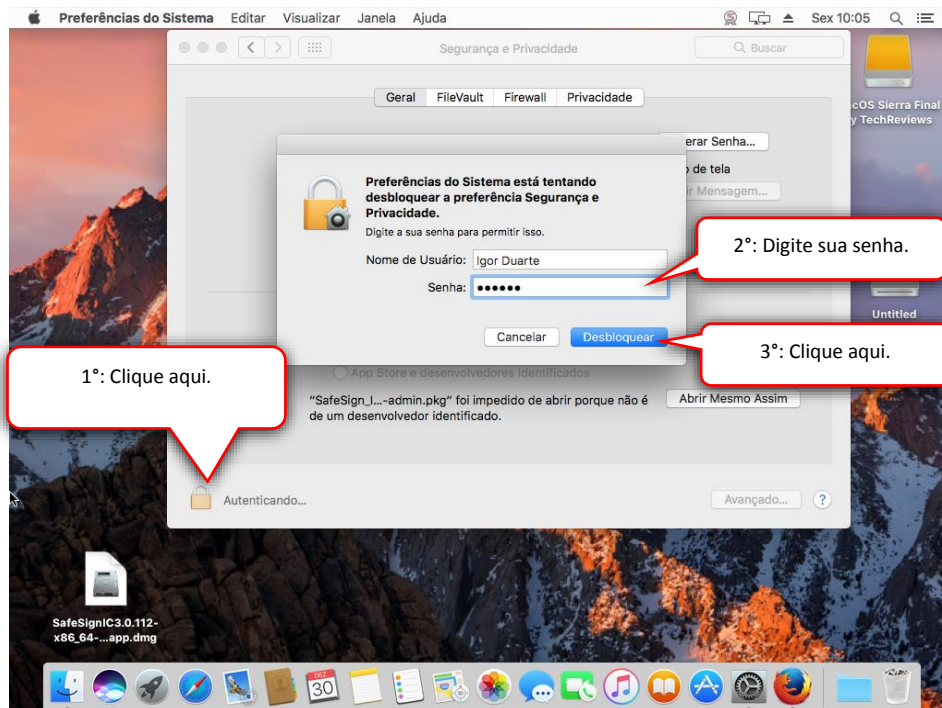 Preferências do Sistema Editar Visualizar Janela Ajuda Sex 10:05
Segurança e Privacidade Buscar
Geral FileVault Firewall Privacidade
cOS Sierra Final
y TechReviews
erar Senha...
de tela
ir Mensagem...
Preferências do Sistema está tentando
desbloquear a preferência Segurança e
Privacidade.
Digite a sua senha para permitir isso.
Nome de Usuário: Igor Duarte
Senha: ●●●●●●
2°: Digite sua senha.
Untitled
Cancelar Desbloquear
3°: Clique aqui.
1°: Clique aqui.
App Store e desenvolvedores identificados
"SafeSign_I...-admin.pkg" foi impedido de abrir porque não é
de um desenvolvedor identificado.
Abrir Mesmo Assim
Autenticando...
Avançado... ?
SafeSignIC3.0.112-
x86_64-...app.dmg
DEZ
30